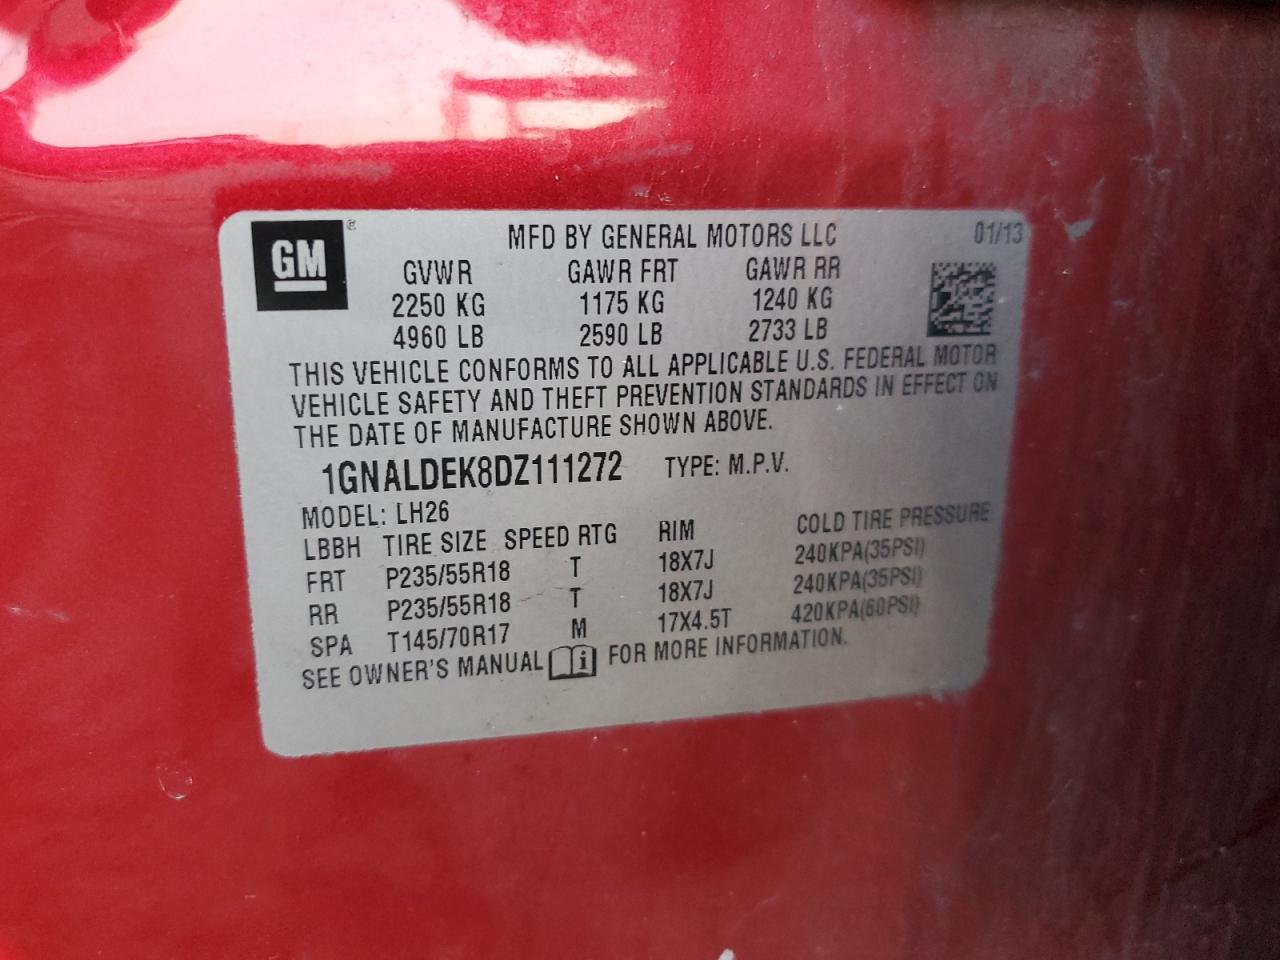 GM ® MFD BY GENERAL MOTORS LLC 01/13
GVWR GAWR FRT GAWR RR
2250 KG 1175 KG 1240 KG
4960 LB 2590 LB 2733 LB
THIS VEHICLE CONFORMS TO ALL APPLICABLE U.S. FEDERAL MOTOR
VEHICLE SAFETY AND THEFT PREVENTION STANDARDS IN EFFECT ON
THE DATE OF MANUFACTURE SHOWN ABOVE.
1GNALDEK8DZ111272 TYPE: M.P.V.
MODEL: LH26
LBBH TIRE SIZE SPEED RTG RIM COLD TIRE PRESSURE
FRT P235/55R18 T 18X7J 240KPA(35PSI)
RR P235/55R18 T 18X7J 240KPA(35PSI)
SPA T145/70R17 M 17X4.5T 420KPA(60PSI)
SEE OWNER'S MANUAL i FOR MORE INFORMATION.